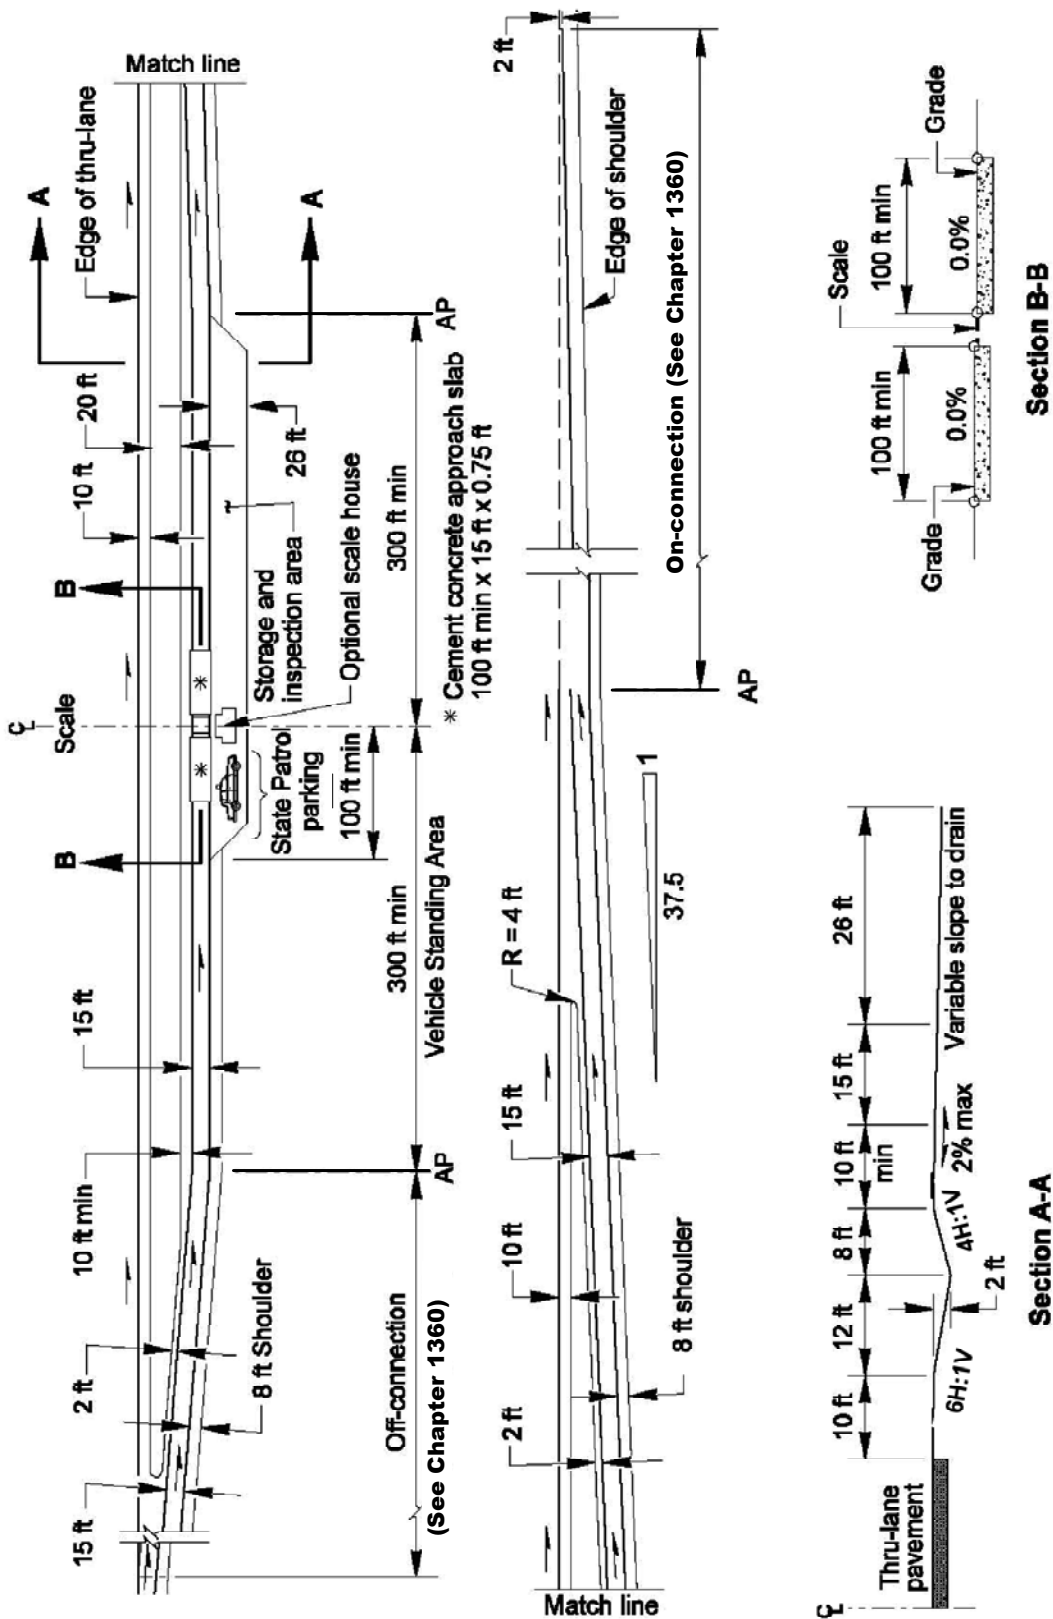 ℄
Scale
Match line
Edge of thru-lane
A
A
B
B
15 ft
2 ft
10 ft min
15 ft
10 ft
20 ft
26 ft
8 ft Shoulder
Off-connection
(See Chapter 1360)
AP
300 ft min
Vehicle Standing Area
State Patrol
parking
100 ft min
Storage and
inspection area
Optional scale house
300 ft min
AP
* Cement concrete approach slab
100 ft min x 15 ft x 0.75 ft
*
*
Match line
2 ft
10 ft
15 ft
R = 4 ft
8 ft shoulder
37.5
1
AP
On-connection (See Chapter 1360)
Edge of shoulder
2 ft
℄
Thru-lane
pavement
10 ft
12 ft
8 ft
10 ft
min
15 ft
26 ft
6H:1V
4H:1V
2 ft
2% max
Variable slope to drain
Section A-A
Grade
100 ft min
0.0%
Scale
100 ft min
0.0%
Grade
Section B-B